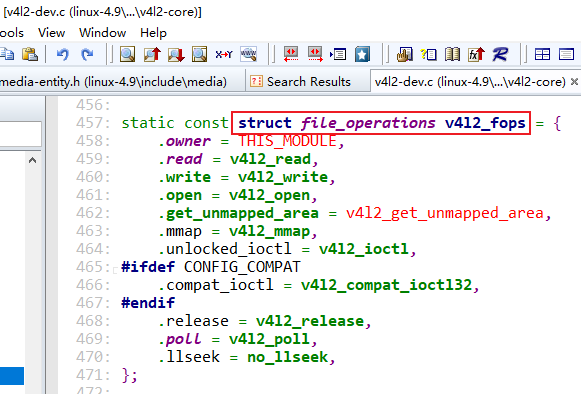 [v4l2-dev.c (linux-4.9\...\v4l2-core)]
ools View Window Help
media-entity.h (linux-4.9\include\media) Search Results v4l2-dev.c (linux-4.9\...\v4l2-core)
456:
457: static const struct file_operations v4l2_fops = {
458: .owner = THIS_MODULE,
459: .read = v4l2_read,
460: .write = v4l2_write,
461: .open = v4l2_open,
462: .get_unmapped_area = v4l2_get_unmapped_area,
463: .mmap = v4l2_mmap,
464: .unlocked_ioctl = v4l2_ioctl,
465: #ifdef CONFIG_COMPAT
466: .compat_ioctl = v4l2_compat_ioctl32,
467: #endif
468: .release = v4l2_release,
469: .poll = v4l2_poll,
470: .llseek = no_llseek,
471: };
472: